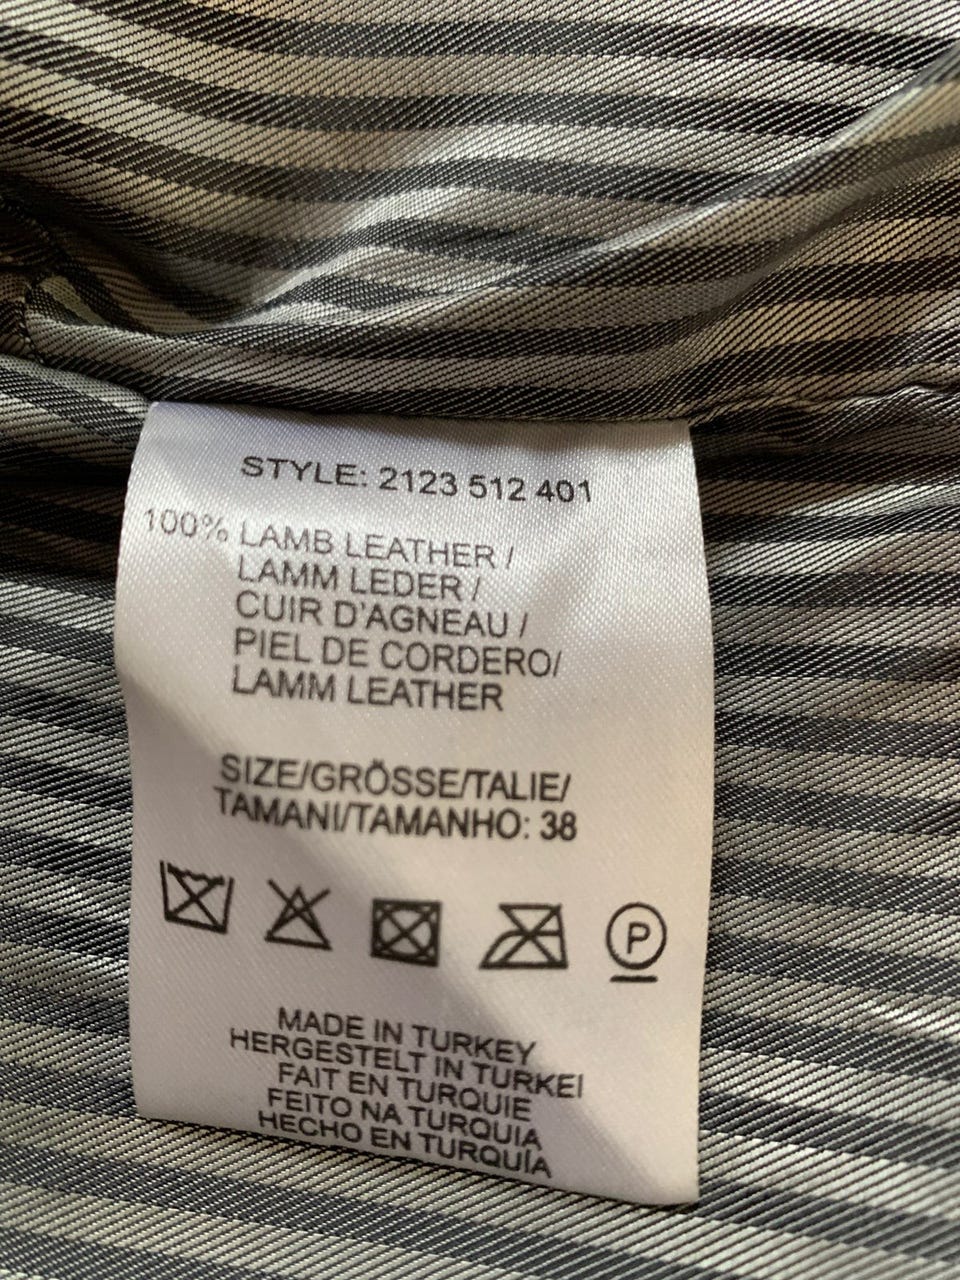 STYLE: 2123 512 401
100% LAMB LEATHER /
LAMM LEDER /
CUIR D'AGNEAU /
PIEL DE CORDERO/
LAMM LEATHER
SIZE/GRÖSSE/TALIE/
TAMANI/TAMANHO: 38
P
MADE IN TURKEY
HERGESTELT IN TURKEI
FAIT EN TURQUIE
FEITO NA TURQUIA
HECHO EN TURQUÍA